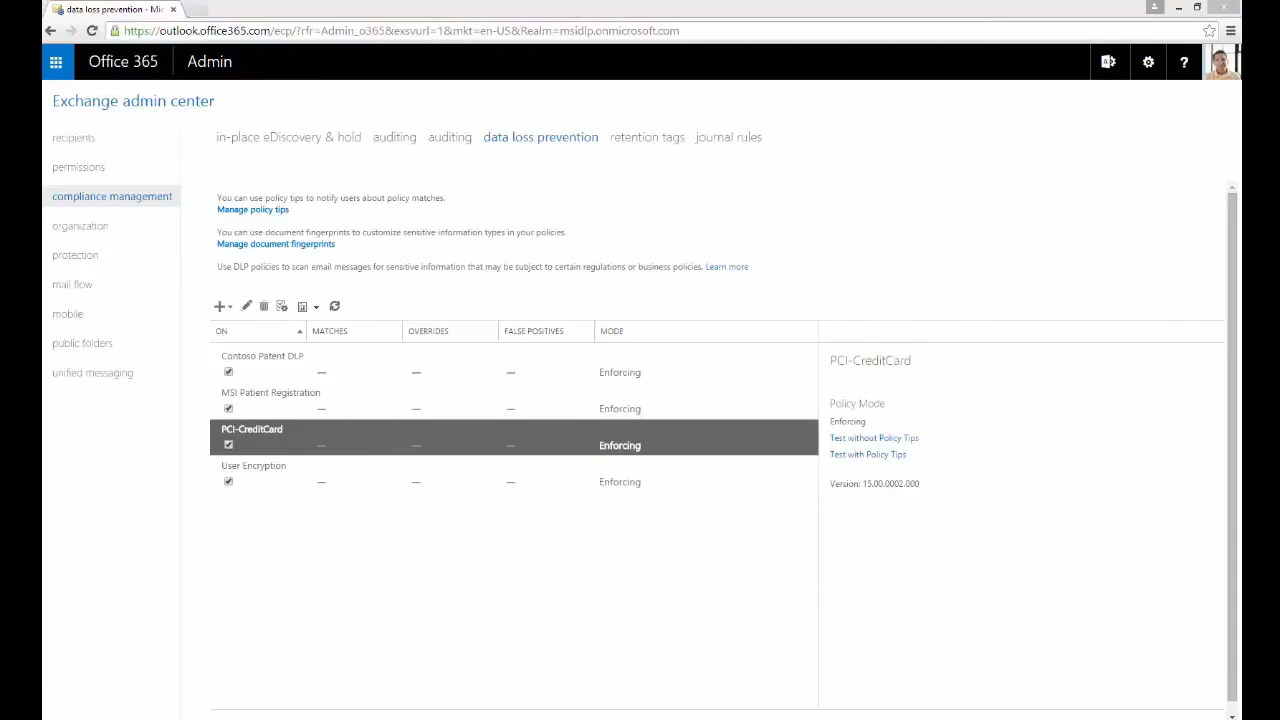 data loss prevention - Mic
https://outlook.office365.com/ecp/?rfr=Admin_o365&exsvurl=1&mkt=en-US&Realm=msidlp.onmicrosoft.com
Office 365 Admin ?
Exchange admin center
recipients
permissions
compliance management
organization
protection
mail flow
mobile
public folders
unified messaging
in-place eDiscovery & hold auditing auditing data loss prevention retention tags journal rules
You can use policy tips to notify users about policy matches.
Manage policy tips
You can use document fingerprints to customize sensitive information types in your policies.
Manage document fingerprints
Use DLP policies to scan email messages for sensitive information that may be subject to certain regulations or business policies. Learn more
ON MATCHES OVERRIDES FALSE POSITIVES MODE
Contoso Patent DLP
— — — Enforcing
MSI Patient Registration
— — — Enforcing
PCI-CreditCard
— — — Enforcing
User Encryption
— — — Enforcing
PCI-CreditCard
Policy Mode
Enforcing
Test without Policy Tips
Test with Policy Tips
Version: 15.00.0002.000